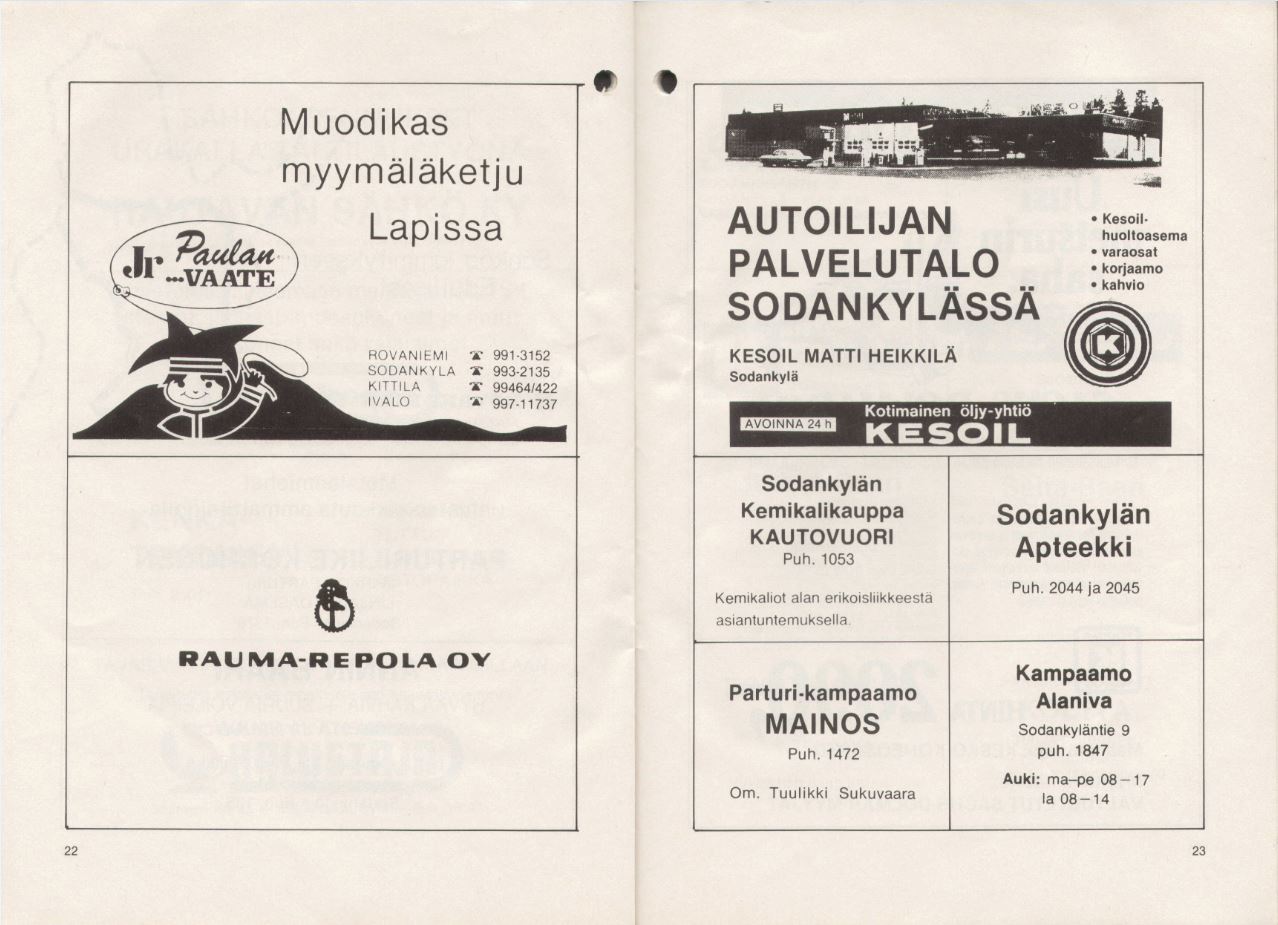 Muodikas
myymäläketju
Lapissa
Jr Paulan
...VAATE
ROVANIEMI ☎ 991-3152
SODANKYLA ☎ 993-2135
KITTILA ☎ 99464/422
IVALO ☎ 997-11737
RAUMA-REPOLA OY
22
AUTOILIJAN
PALVELUTALO
SODANKYLÄSSÄ
• Kesoil-
huoltoasema
• varaosat
• korjaamo
• kahvio
K
KESOIL MATTI HEIKKILÄ
Sodankylä
AVOINNA 24 h
Kotimainen öljy-yhtiö
KESOIL
Sodankylän
Kemikalikauppa
KAUTOVUORI
Puh. 1053
Kemikaliot alan erikoisliikkeestä
asiantuntemuksella.
Sodankylän
Apteekki
Puh. 2044 ja 2045
Parturi-kampaamo
MAINOS
Puh. 1472
Om. Tuulikki Sukuvaara
Kampaamo
Alaniva
Sodankyläntie 9
puh. 1847
Auki: ma–pe 08–17
la 08–14
23